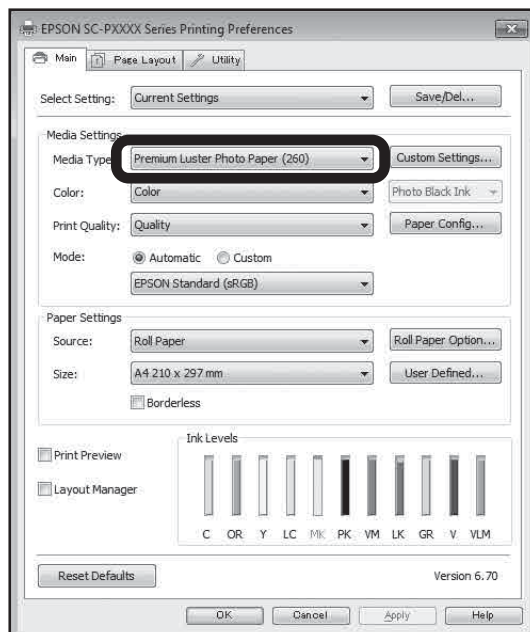 EPSON SC-PXXXX Series Printing Preferences
Main Page Layout Utility
Select Setting: Current Settings Save/Del...
Media Settings
Media Type: Premium Luster Photo Paper (260) Custom Settings...
Color: Color Photo Black Ink
Print Quality: Quality Paper Config...
Mode: Automatic Custom
EPSON Standard (sRGB)
Paper Settings
Source: Roll Paper Roll Paper Option...
Size: A4 210 x 297 mm User Defined...
Borderless
Ink Levels
Print Preview
Layout Manager
C OR Y LC MK PK VM LK GR V VLM
Reset Defaults Version 6.70
OK Cancel Apply Help